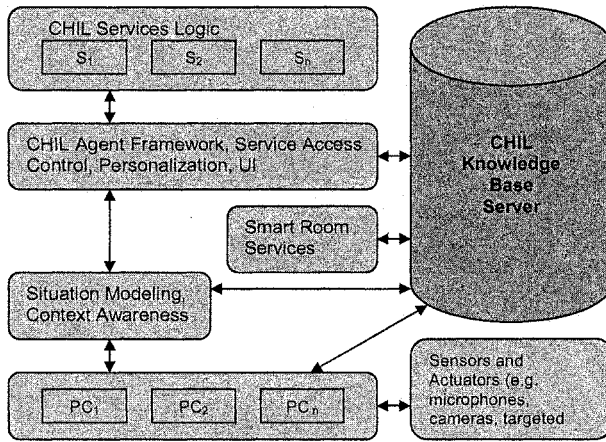 CHIL Services Logic
S1
S2
Sn
CHIL Agent Framework, Service Access
Control, Personalization, UI
CHIL
Knowledge
Base
Server
Smart Room
Services
Situation Modeling,
Context Awareness
PC1
PC2
PCn
Sensors and
Actuators (e.g.
microphones,
cameras, targeted